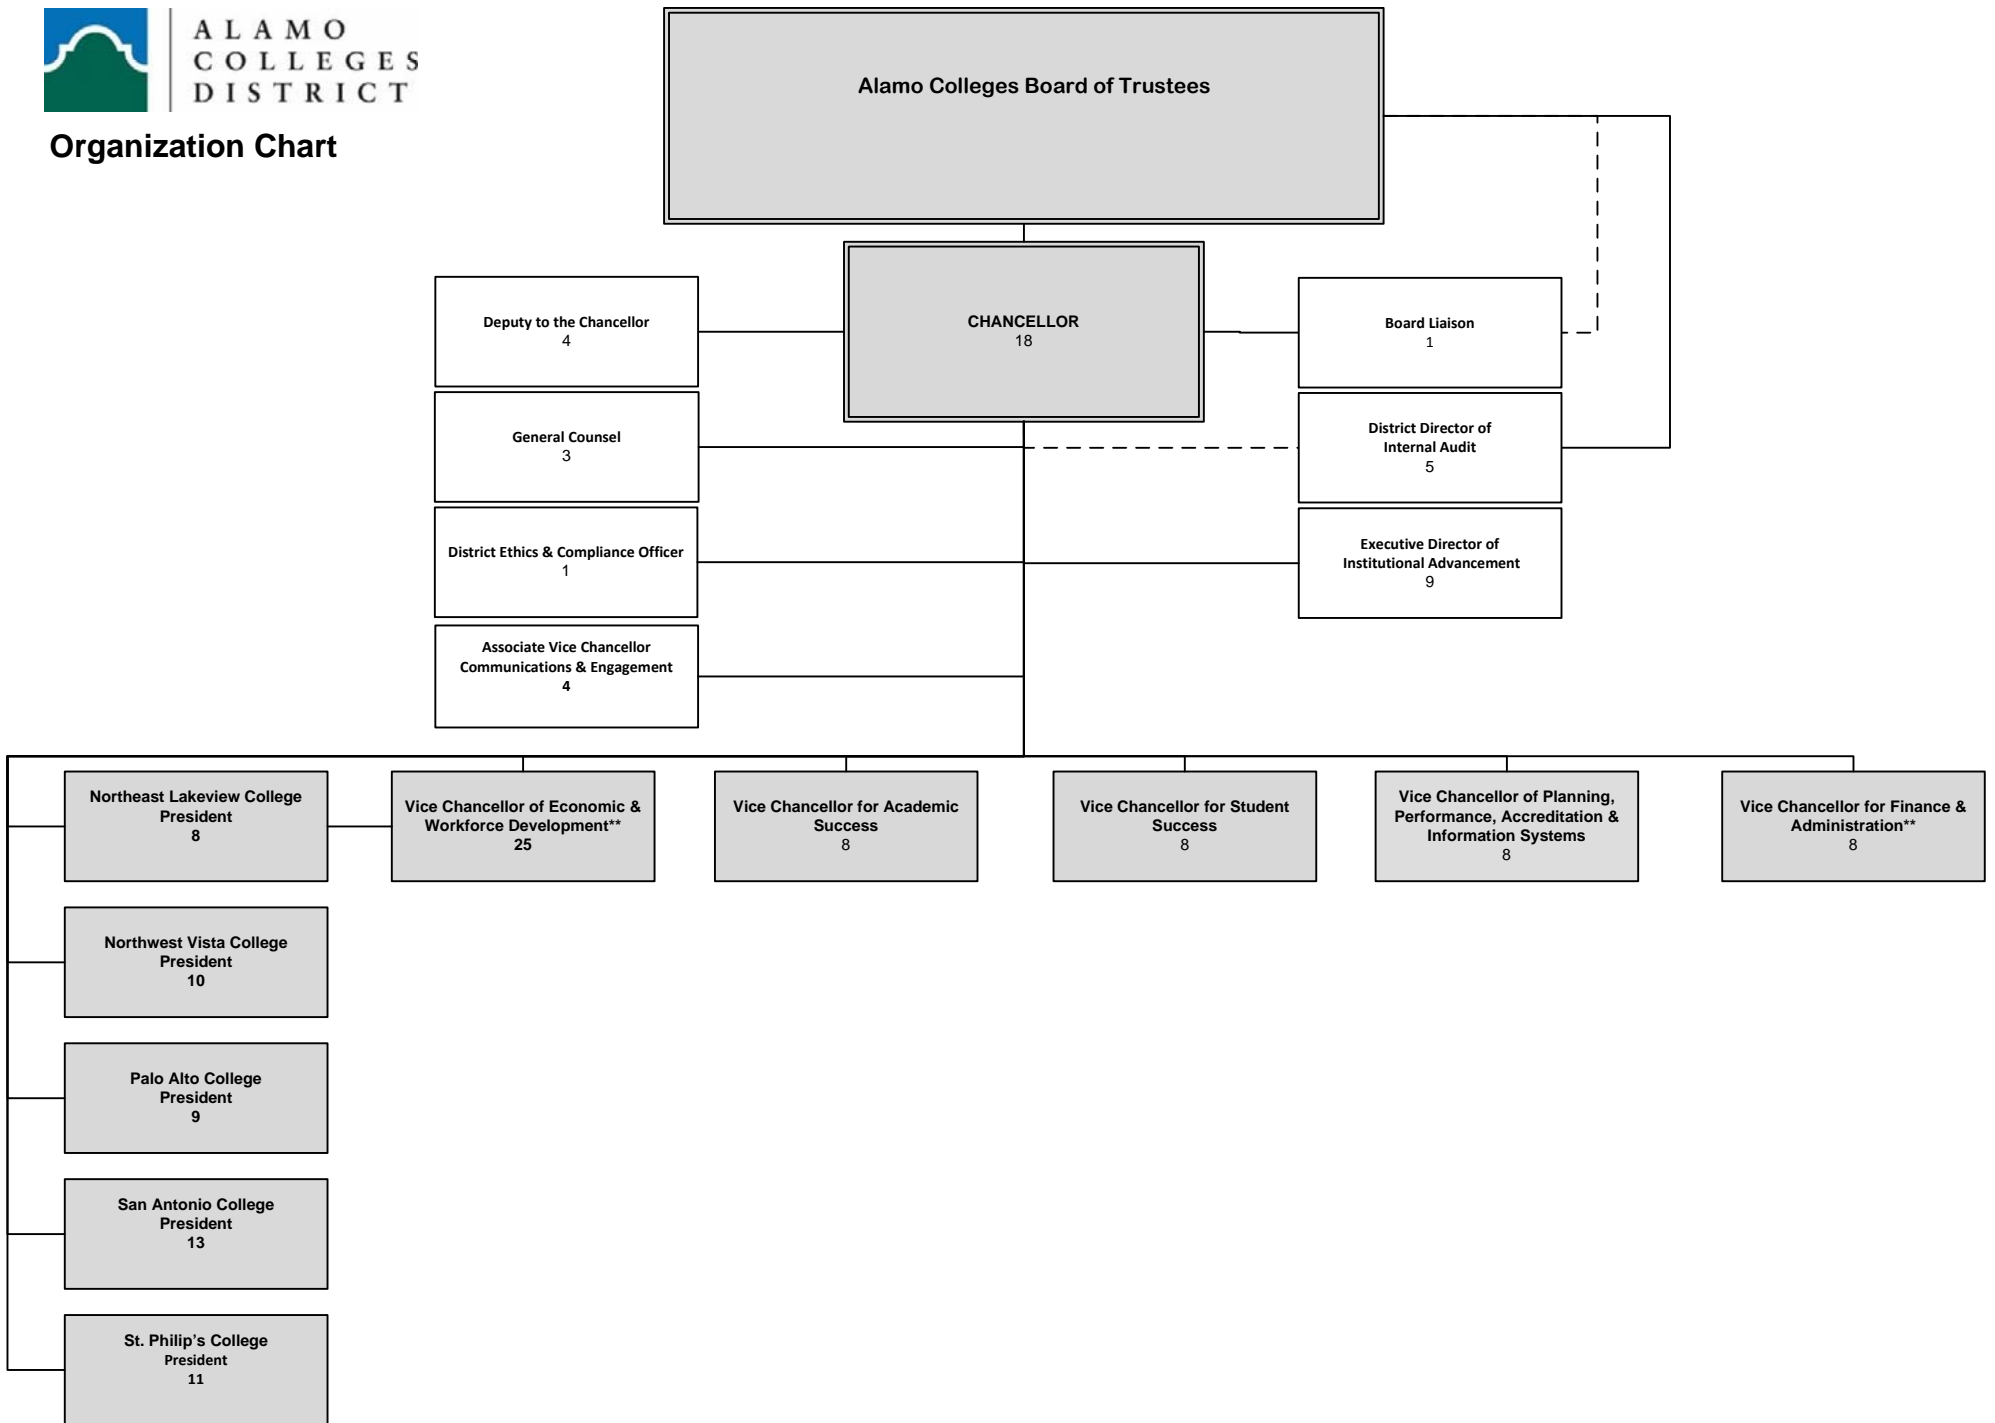 ALAMO
COLLEGES
DISTRICT
Organization Chart
Alamo Colleges Board of Trustees
CHANCELLOR
18
Deputy to the Chancellor
4
General Counsel
3
District Ethics & Compliance Officer
1
Associate Vice Chancellor
Communications & Engagement
4
Board Liaison
1
District Director of
Internal Audit
5
Executive Director of
Institutional Advancement
9
Northeast Lakeview College
President
8
Vice Chancellor of Economic &
Workforce Development**
25
Vice Chancellor for Academic
Success
8
Vice Chancellor for Student
Success
8
Vice Chancellor of Planning,
Performance, Accreditation &
Information Systems
8
Vice Chancellor for Finance &
Administration**
8
Northwest Vista College
President
10
Palo Alto College
President
9
San Antonio College
President
13
St. Philip’s College
President
11